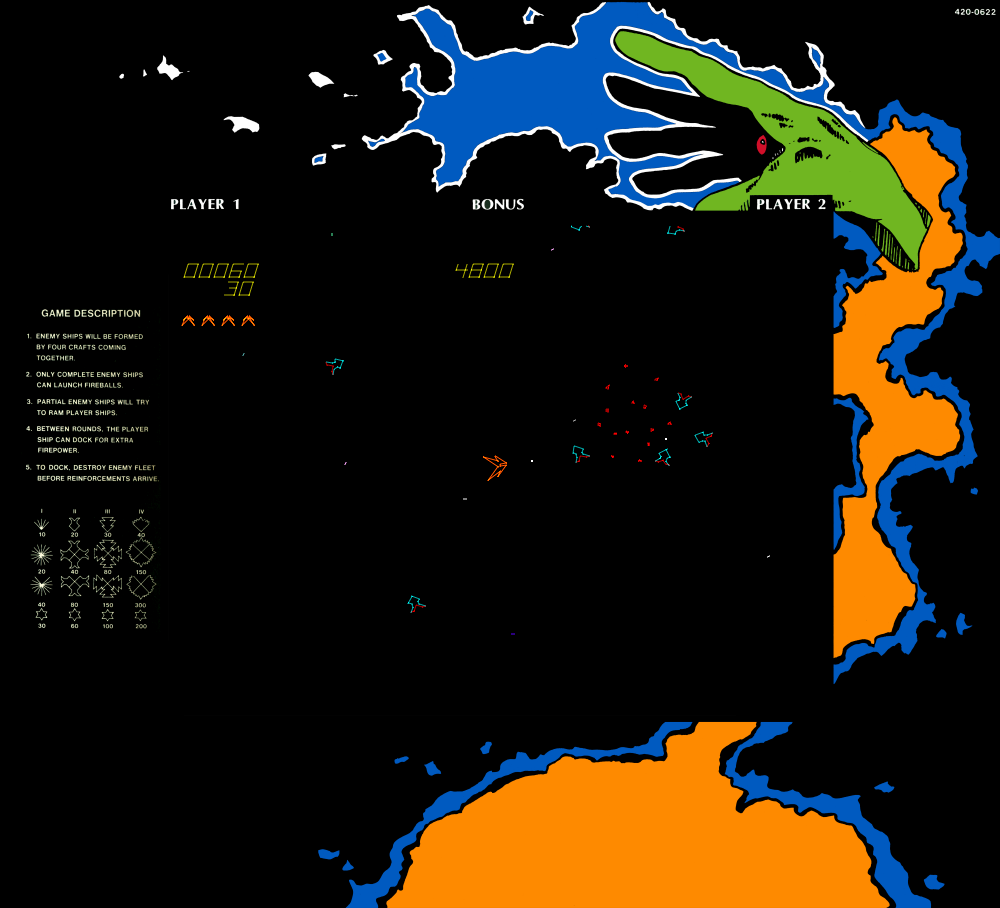 420-0622
PLAYER 1
BONUS
PLAYER 2
00060
4800
30
GAME DESCRIPTION
1. ENEMY SHIPS WILL BE FORMED
BY FOUR CRAFTS COMING
TOGETHER.
2. ONLY COMPLETE ENEMY SHIPS
CAN LAUNCH FIREBALLS.
3. PARTIAL ENEMY SHIPS WILL TRY
TO RAM PLAYER SHIPS.
4. BETWEEN ROUNDS, THE PLAYER
SHIP CAN DOCK FOR EXTRA
FIREPOWER.
5. TO DOCK, DESTROY ENEMY FLEET
BEFORE REINFORCEMENTS ARRIVE.
I II III IV
10 20 30 40
20 40 80 150
40 80 150 300
30 60 100 200